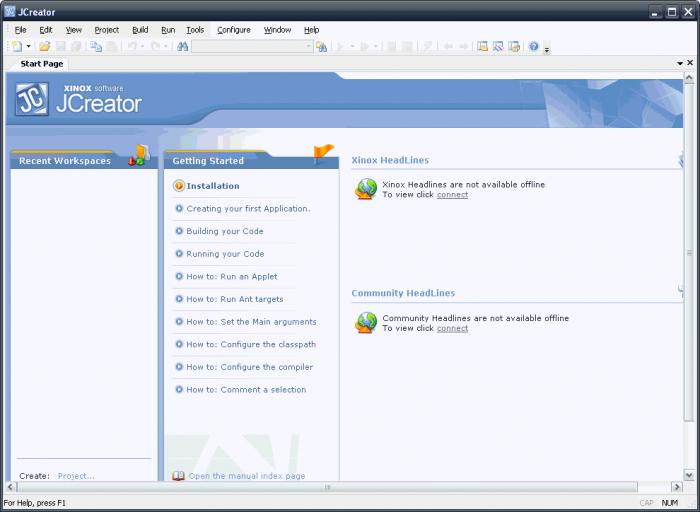 JCreator
File Edit View Project Build Run Tools Configure Window Help
Start Page
XINOX software
JC JCreator
Recent Workspaces
Getting Started
Xinox HeadLines
Installation
Xinox Headlines are not available offline
To view click connect
Creating your first Application.
Building your Code
Running your Code
How to: Run an Applet
How to: Run Ant targets
Community HeadLines
How to: Set the Main arguments
Community Headlines are not available offline
To view click connect
How to: Configure the classpath
How to: Configure the compiler
How to: Comment a selection
Create: Project...
Open the manual index page
For Help, press F1
CAP NUM